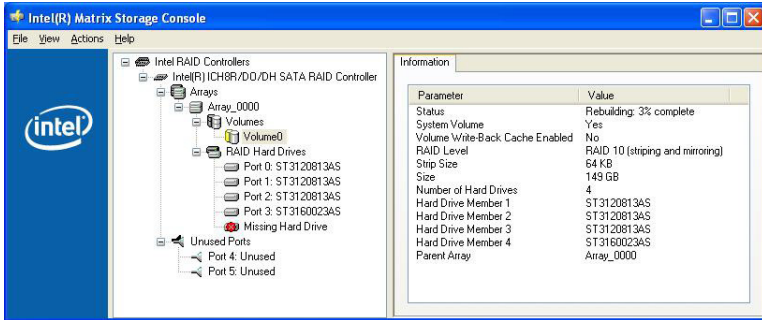 Intel(R) Matrix Storage Console
File View Actions Help
intel
Intel RAID Controllers
Intel(R) ICH8R/DO/DH SATA RAID Controller
Arrays
Array_0000
Volumes
Volume0
RAID Hard Drives
Port 0: ST3120813AS
Port 1: ST3120813AS
Port 2: ST3120813AS
Port 3: ST3160023AS
Missing Hard Drive
Unused Ports
Port 4: Unused
Port 5: Unused
Information
Parameter Value
Status Rebuilding: 3% complete
System Volume Yes
Volume Write-Back Cache Enabled No
RAID Level RAID 10 (striping and mirroring)
Strip Size 64 KB
Size 149 GB
Number of Hard Drives 4
Hard Drive Member 1 ST3120813AS
Hard Drive Member 2 ST3120813AS
Hard Drive Member 3 ST3120813AS
Hard Drive Member 4 ST3160023AS
Parent Array Array_0000